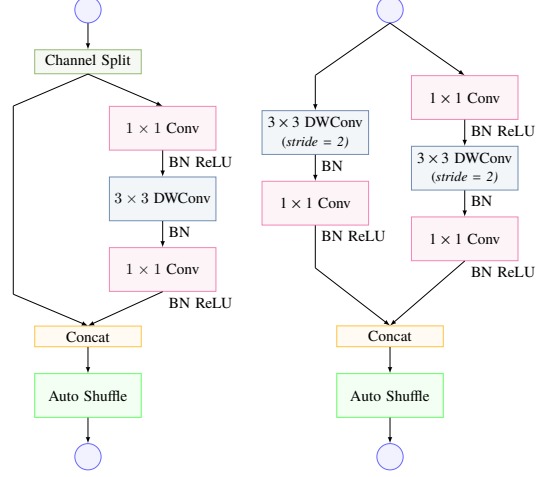 Channel Split
1 × 1 Conv
BN ReLU
3 × 3 DWConv
BN
1 × 1 Conv
BN ReLU
Concat
Auto Shuffle
3 × 3 DWConv
(stride = 2)
BN
1 × 1 Conv
BN ReLU
1 × 1 Conv
BN ReLU
3 × 3 DWConv
(stride = 2)
BN
1 × 1 Conv
BN ReLU
Concat
Auto Shuffle